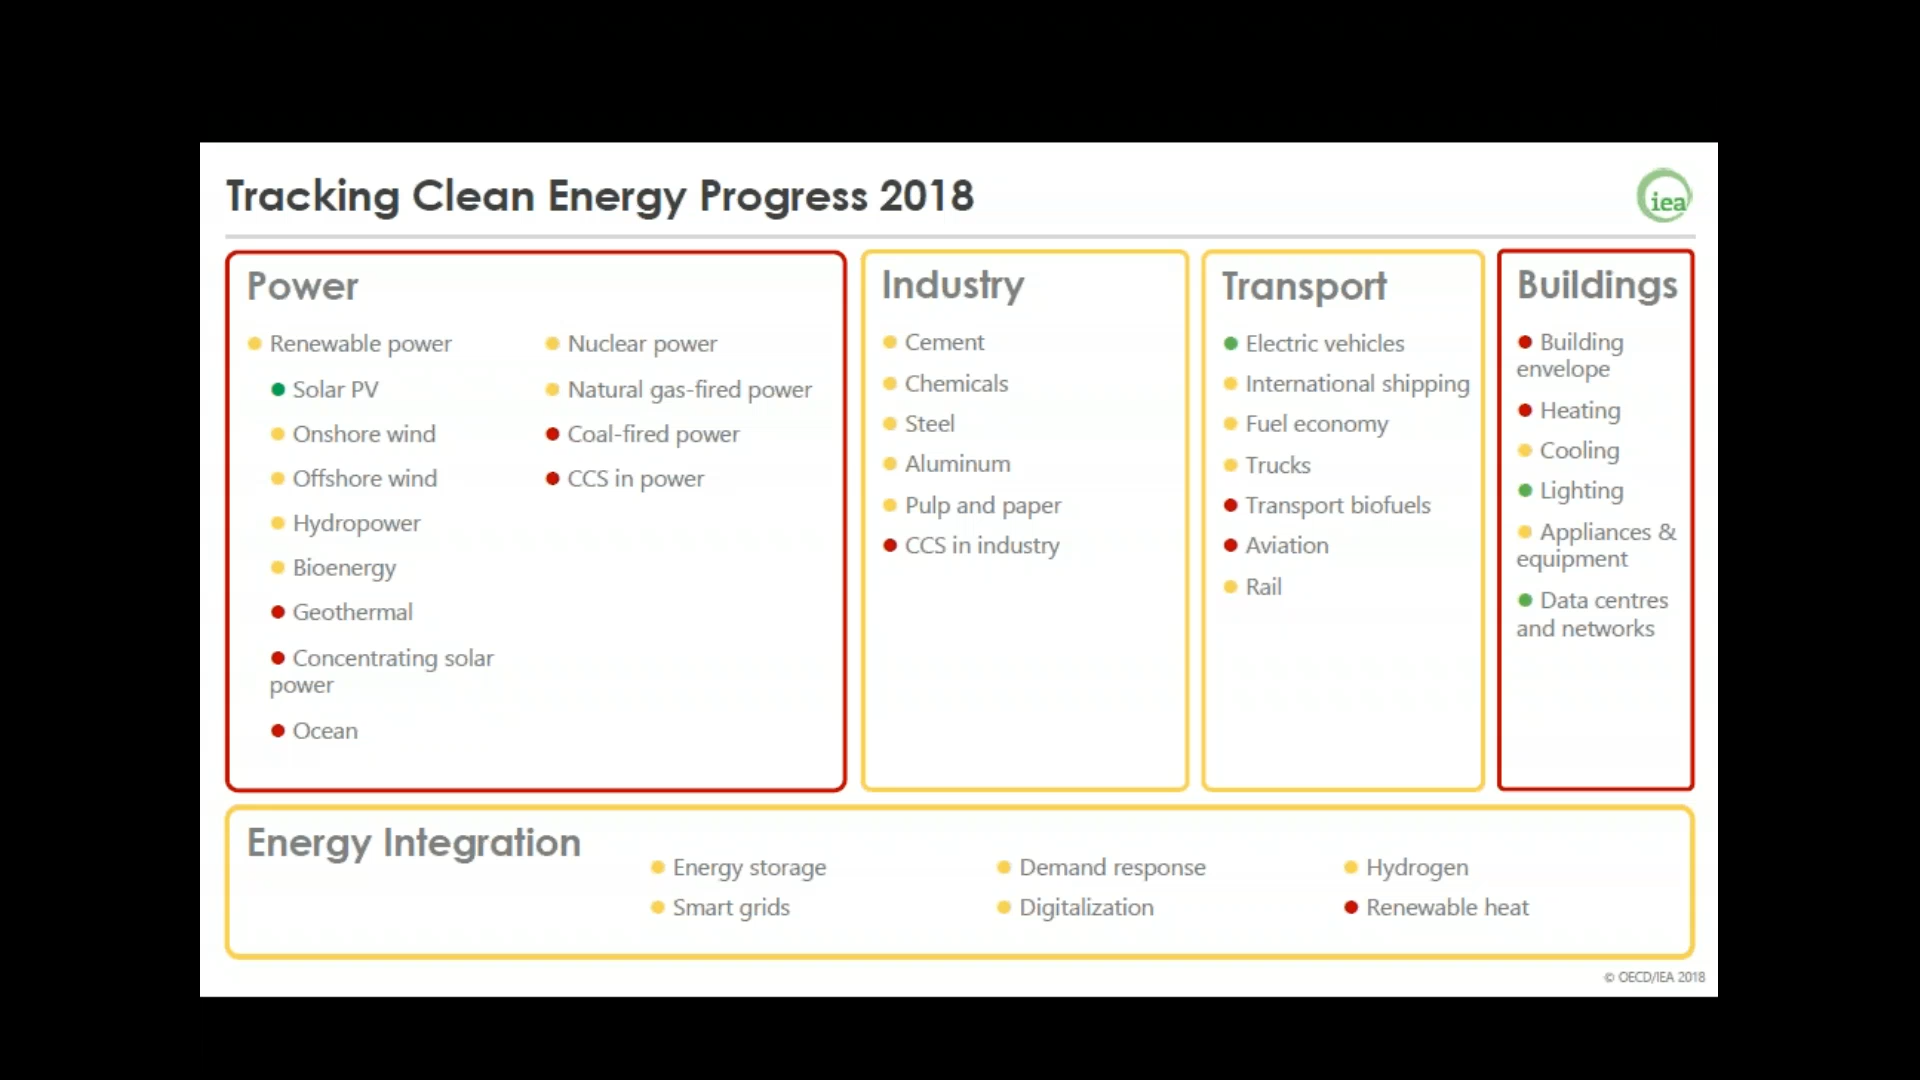 Tracking Clean Energy Progress 2018
iea
Power
Renewable power
Solar PV
Onshore wind
Offshore wind
Hydropower
Bioenergy
Geothermal
Concentrating solar
power
Ocean
Nuclear power
Natural gas-fired power
Coal-fired power
CCS in power
Industry
Cement
Chemicals
Steel
Aluminum
Pulp and paper
CCS in industry
Transport
Electric vehicles
International shipping
Fuel economy
Trucks
Transport biofuels
Aviation
Rail
Buildings
Building
envelope
Heating
Cooling
Lighting
Appliances &
equipment
Data centres
and networks
Energy Integration
Energy storage
Smart grids
Demand response
Digitalization
Hydrogen
Renewable heat
© OECD/IEA 2018